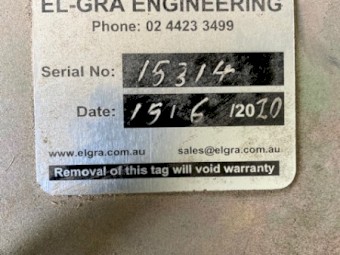 EL-GRA ENGINEERING
Phone: 02 4423 3499
Serial No: 15314
Date: 15/6 /2020
www.elgra.com.au sales@elgra.com.au
Removal of this tag will void warranty